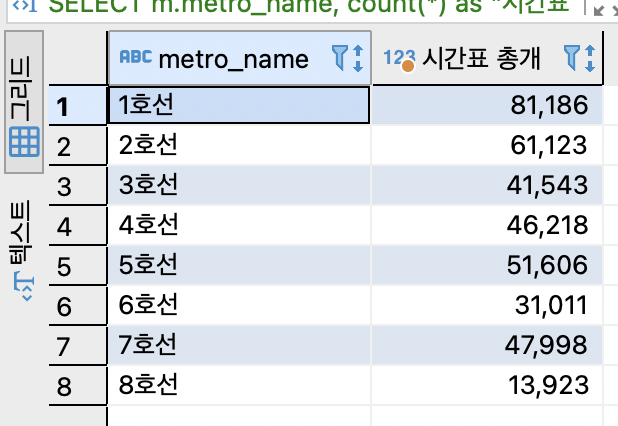 SELECT m.metro_name, count(*) as "시간표
그리드
텍스트
ABC metro_name 123 시간표 총개
1 1호선 81,186
2 2호선 61,123
3 3호선 41,543
4 4호선 46,218
5 5호선 51,606
6 6호선 31,011
7 7호선 47,998
8 8호선 13,923